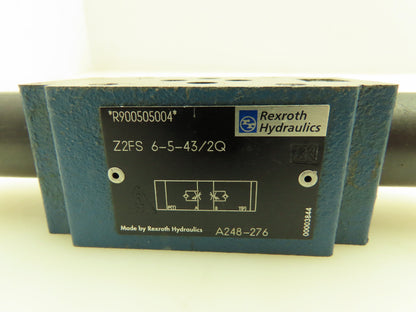 *R900505004*
Rexroth
Hydraulics
Z2FS 6-5-43/2Q
A B
Made by Rexroth Hydraulics
A248-276
00003844